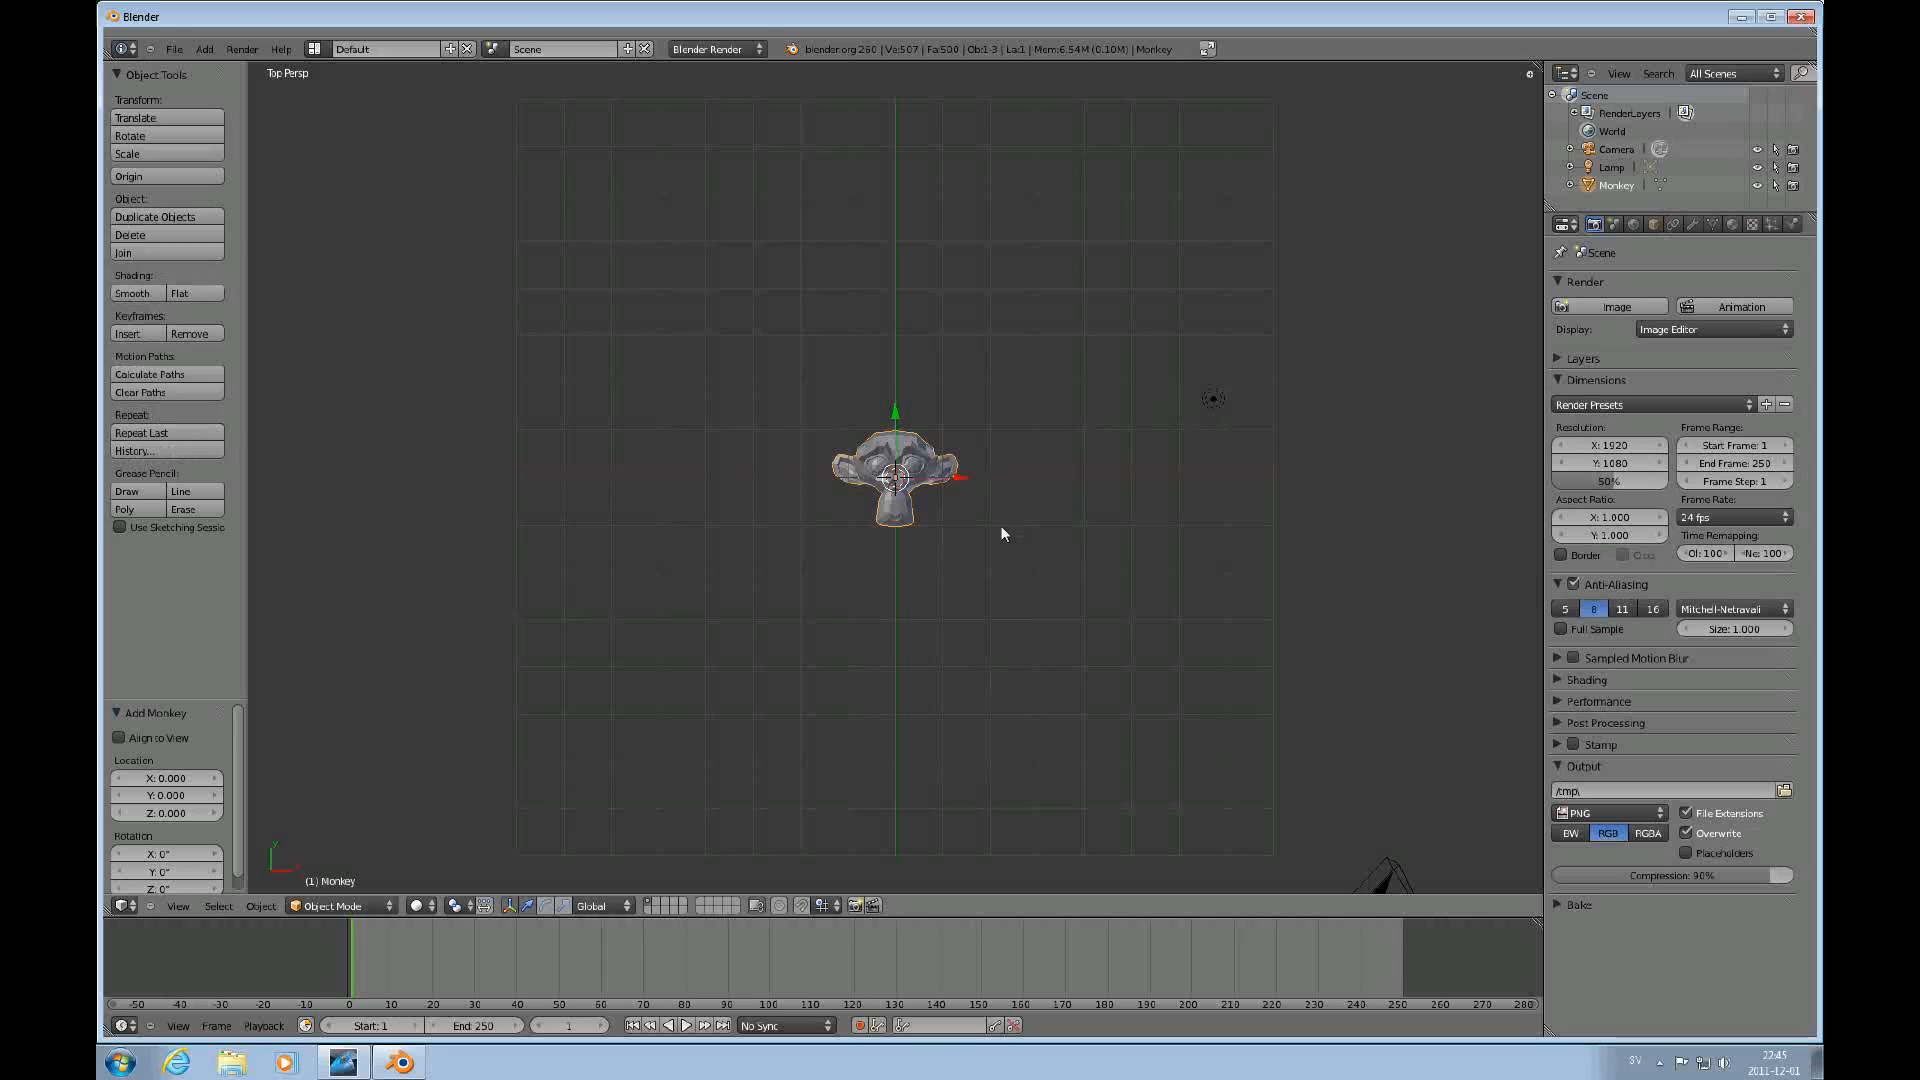 Blender
File Add Render Help Default Scene Blender Render blender.org 260 | Ve:507 | Fa:500 | Ob:1-3 | La:1 | Mem:6.54M (0.10M) | Monkey
Object Tools
Transform:
Translate
Rotate
Scale
Origin
Object:
Duplicate Objects
Delete
Join
Shading:
Smooth Flat
Keyframes:
Insert Remove
Motion Paths:
Calculate Paths
Clear Paths
Repeat:
Repeat Last
History...
Grease Pencil:
Draw Line
Poly Erase
Use Sketching Sessio
Add Monkey
Align to View
Location
X: 0.000
Y: 0.000
Z: 0.000
Rotation
X: 0°
Y: 0°
Z: 0°
Top Persp
y
(1) Monkey
View Select Object Object Mode Global
-50 -40 -30 -20 -10 0 10 20 30 40 50 60 70 80 90 100 110 120 130 140 150 160 170 180 190 200 210 220 230 240 250 260 270 280
View Frame Playback Start: 1 End: 250 1 No Sync
View Search All Scenes
Scene
RenderLayers |
World
Camera |
Lamp |
Monkey |
Scene
Render
Image Animation
Display: Image Editor
Layers
Dimensions
Render Presets
Resolution: Frame Range:
X: 1920 Start Frame: 1
Y: 1080 End Frame: 250
50% Frame Step: 1
Aspect Ratio: Frame Rate:
X: 1.000 24 fps
Y: 1.000 Time Remapping:
Border Crop Ol: 100 Ne: 100
Anti-Aliasing
5 8 11 16 Mitchell-Netravali
Full Sample Size: 1.000
Sampled Motion Blur
Shading
Performance
Post Processing
Stamp
Output
/tmp\
PNG File Extensions
BW RGB RGBA Overwrite
Placeholders
Compression: 90%
Bake
SV 22:45
2011-12-01